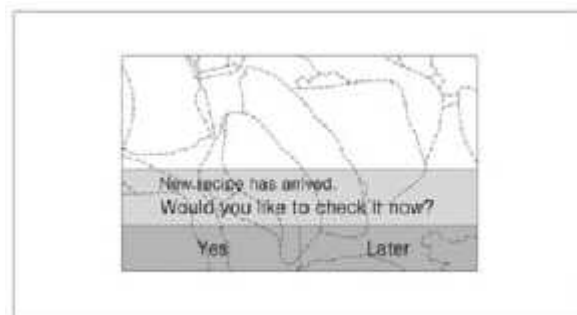 New recipe has arrived.
Would you like to check it now?
Yes
Later